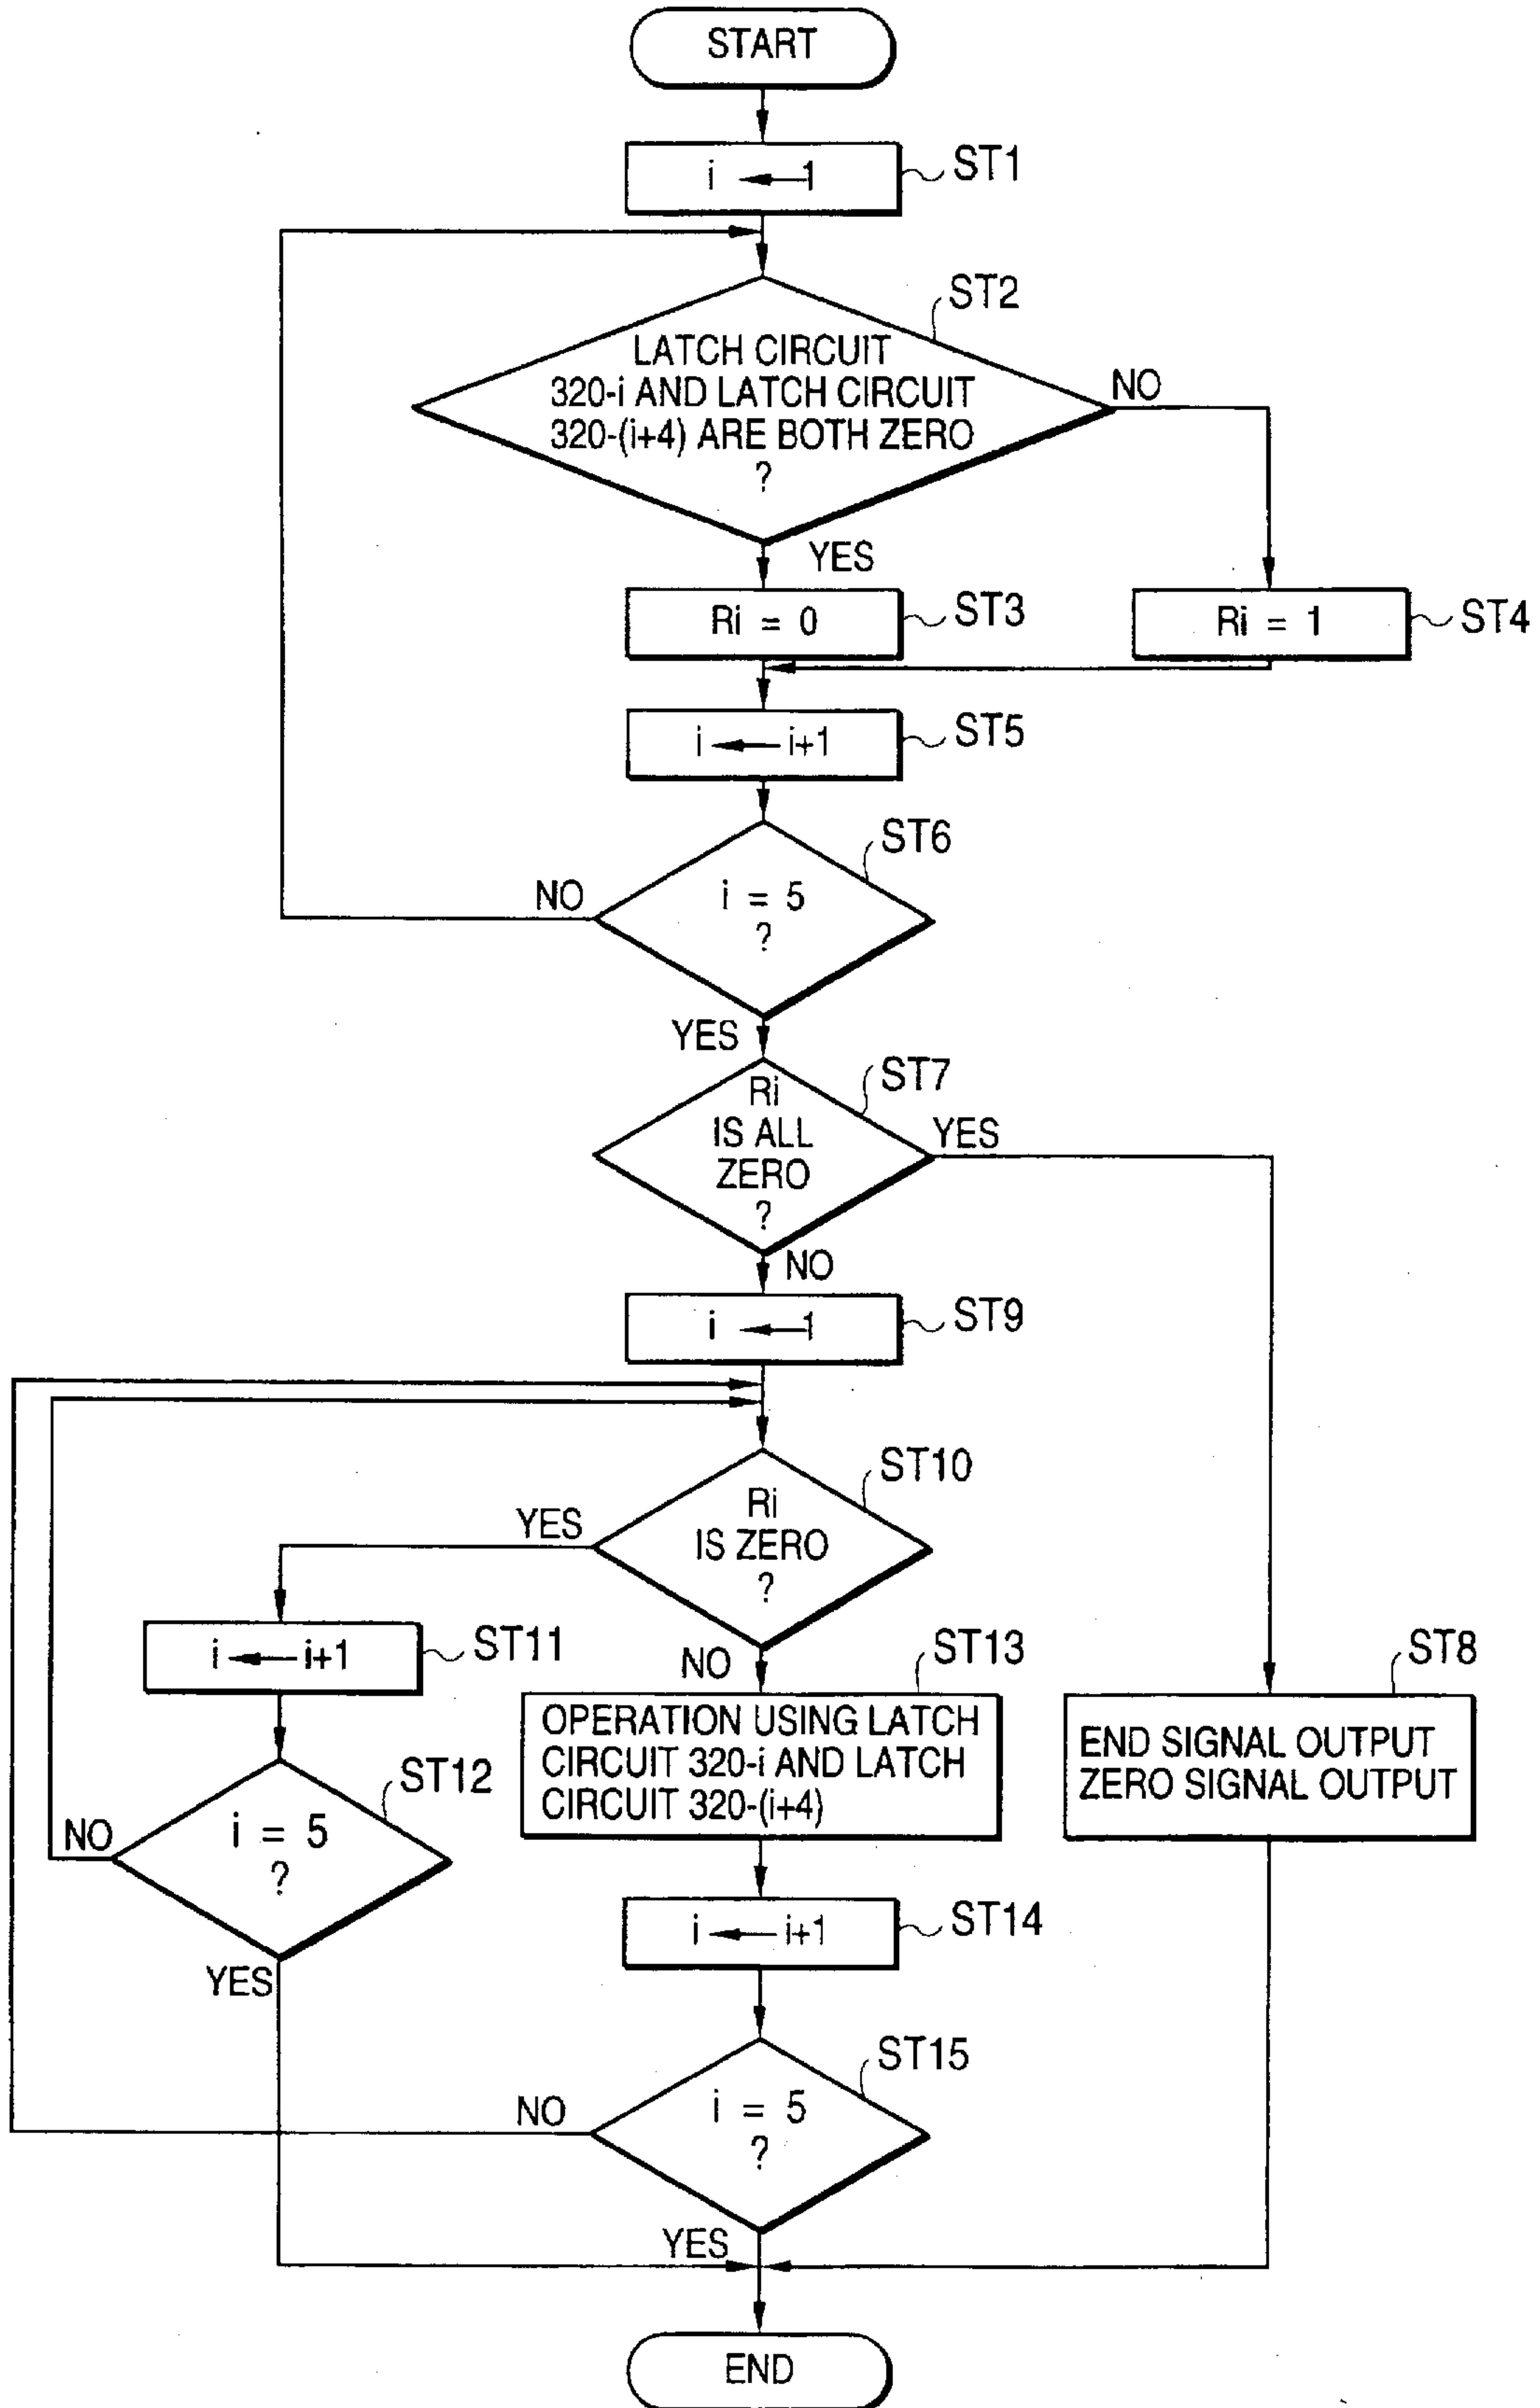 START
i ← 1
ST1
ST2
LATCH CIRCUIT
320-i AND LATCH CIRCUIT
320-(i+4) ARE BOTH ZERO
?
NO
YES
Ri = 0
ST3
Ri = 1
ST4
i ← i+1
ST5
ST6
i = 5
?
NO
YES
ST7
Ri
IS ALL
ZERO
?
YES
NO
i ← 1
ST9
ST10
Ri
IS ZERO
?
YES
NO
i ← i+1
ST11
ST13
OPERATION USING LATCH
CIRCUIT 320-i AND LATCH
CIRCUIT 320-(i+4)
ST8
END SIGNAL OUTPUT
ZERO SIGNAL OUTPUT
ST12
i = 5
?
NO
YES
i ← i+1
ST14
ST15
i = 5
?
NO
YES
END